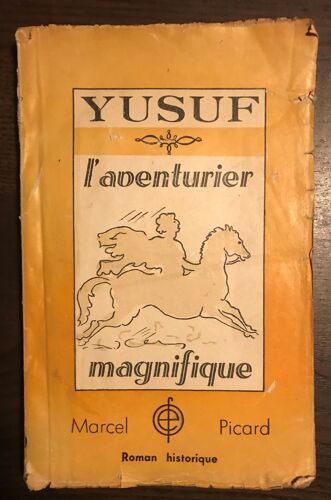 YUSUF
l'aventurier
magnifique
Marcel Picard
Roman historique